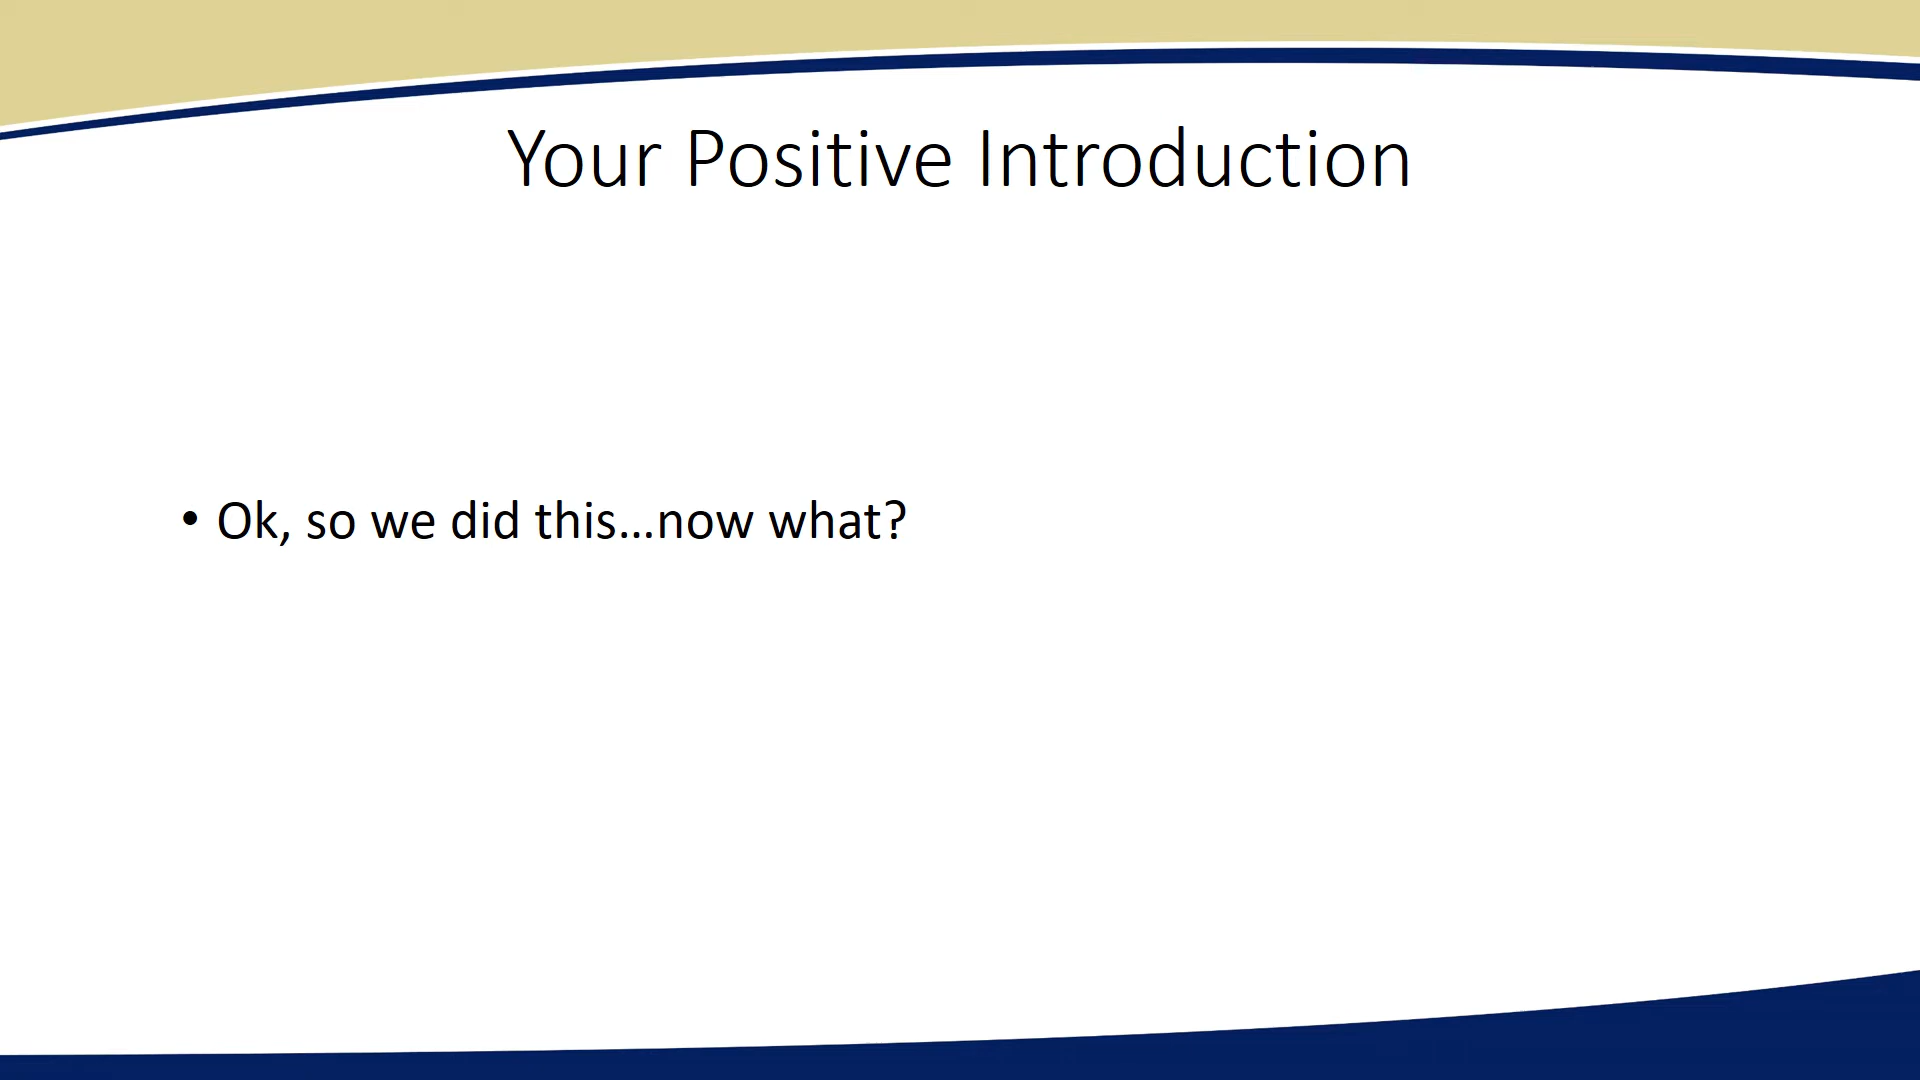 Your Positive Introduction
• Ok, so we did this…now what?